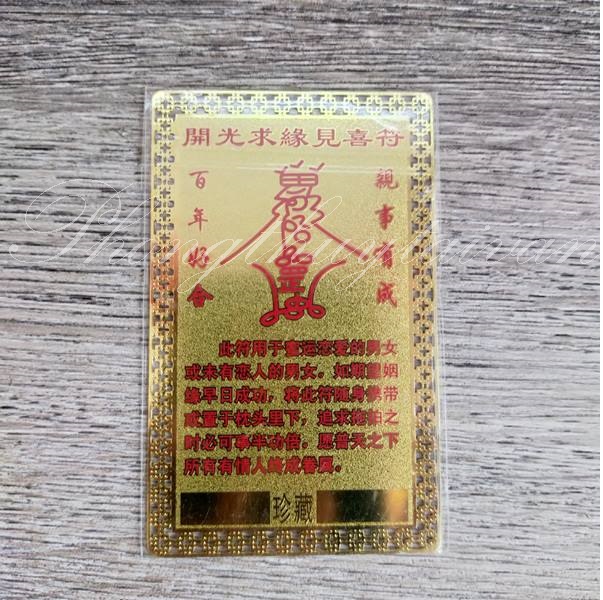 開光求緣見喜符
百年好合
親事有成
此符用于壹运恋爱的男女
或未有恋人的男女。如期望姻
缘早日成功,将此符随身携带
或置于枕头里下,追求拖拍之
时必可事半功倍,愿普天之下
所有有情人终成眷属。
珍藏